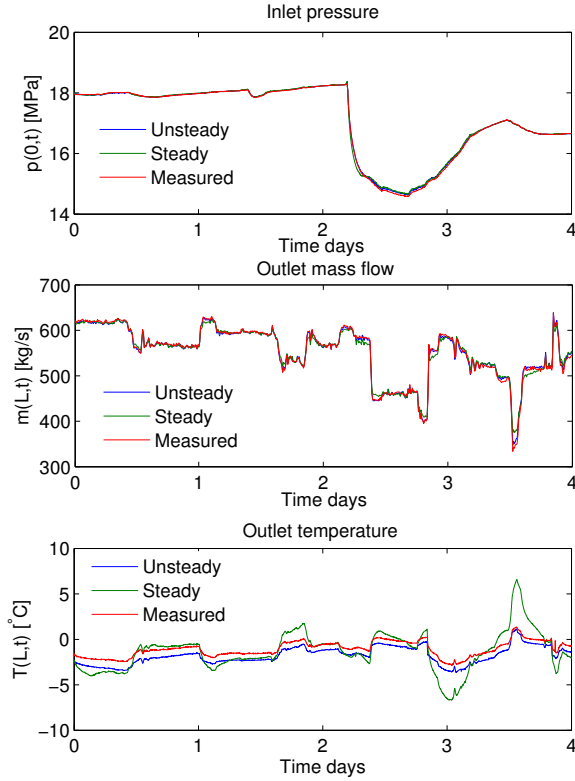 Inlet pressure
p(0,t) [MPa]
20
18
16
14
Unsteady
Steady
Measured
0 1 2 3 4
Time days
Outlet mass flow
m(L,t) [kg/s]
700
600
500
400
300
Unsteady
Steady
Measured
0 1 2 3 4
Time days
Outlet temperature
T(L,t) [°C]
10
5
0
−5
−10
Unsteady
Steady
Measured
0 1 2 3 4
Time days